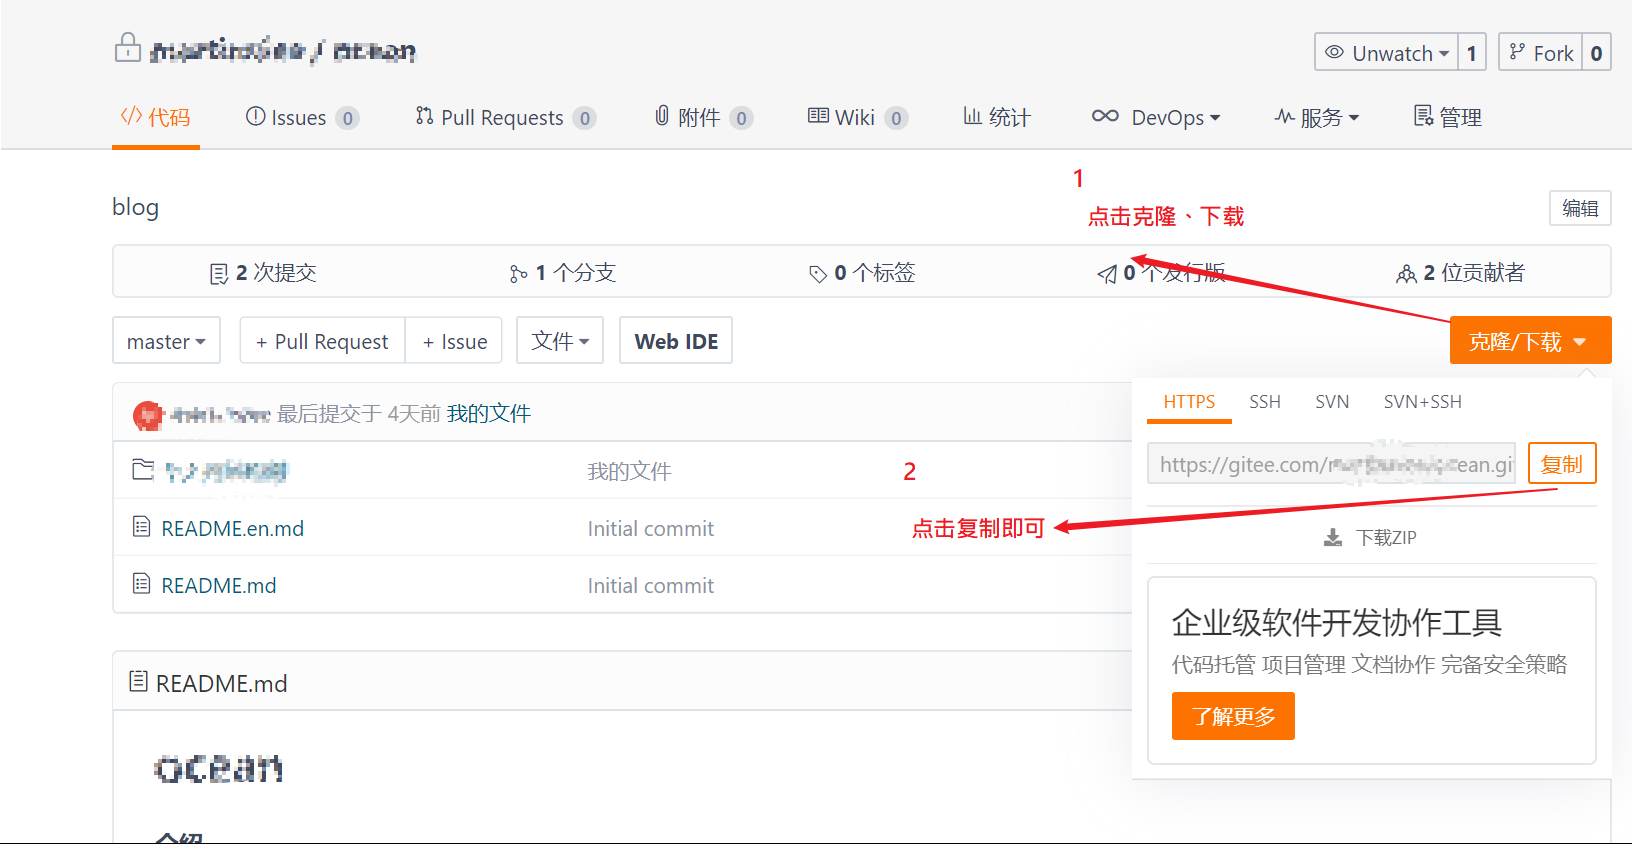 Unwatch 1 Fork 0
代码 Issues 0 Pull Requests 0 附件 0 Wiki 0 统计 DevOps 服务 管理
1
blog
点击克隆、下载
编辑
2 次提交 1 个分支 0 个标签 0 个发行版 2 位贡献者
master + Pull Request + Issue 文件 Web IDE 克隆/下载
HTTPS SSH SVN SVN+SSH
最后提交于 4天前 我的文件
https://gitee.com/ ean.gi 复制
我的文件
2
README.en.md Initial commit
点击复制即可
下载ZIP
README.md Initial commit
企业级软件开发协作工具
代码托管 项目管理 文档协作 完备安全策略
README.md
了解更多
ocean
介绍